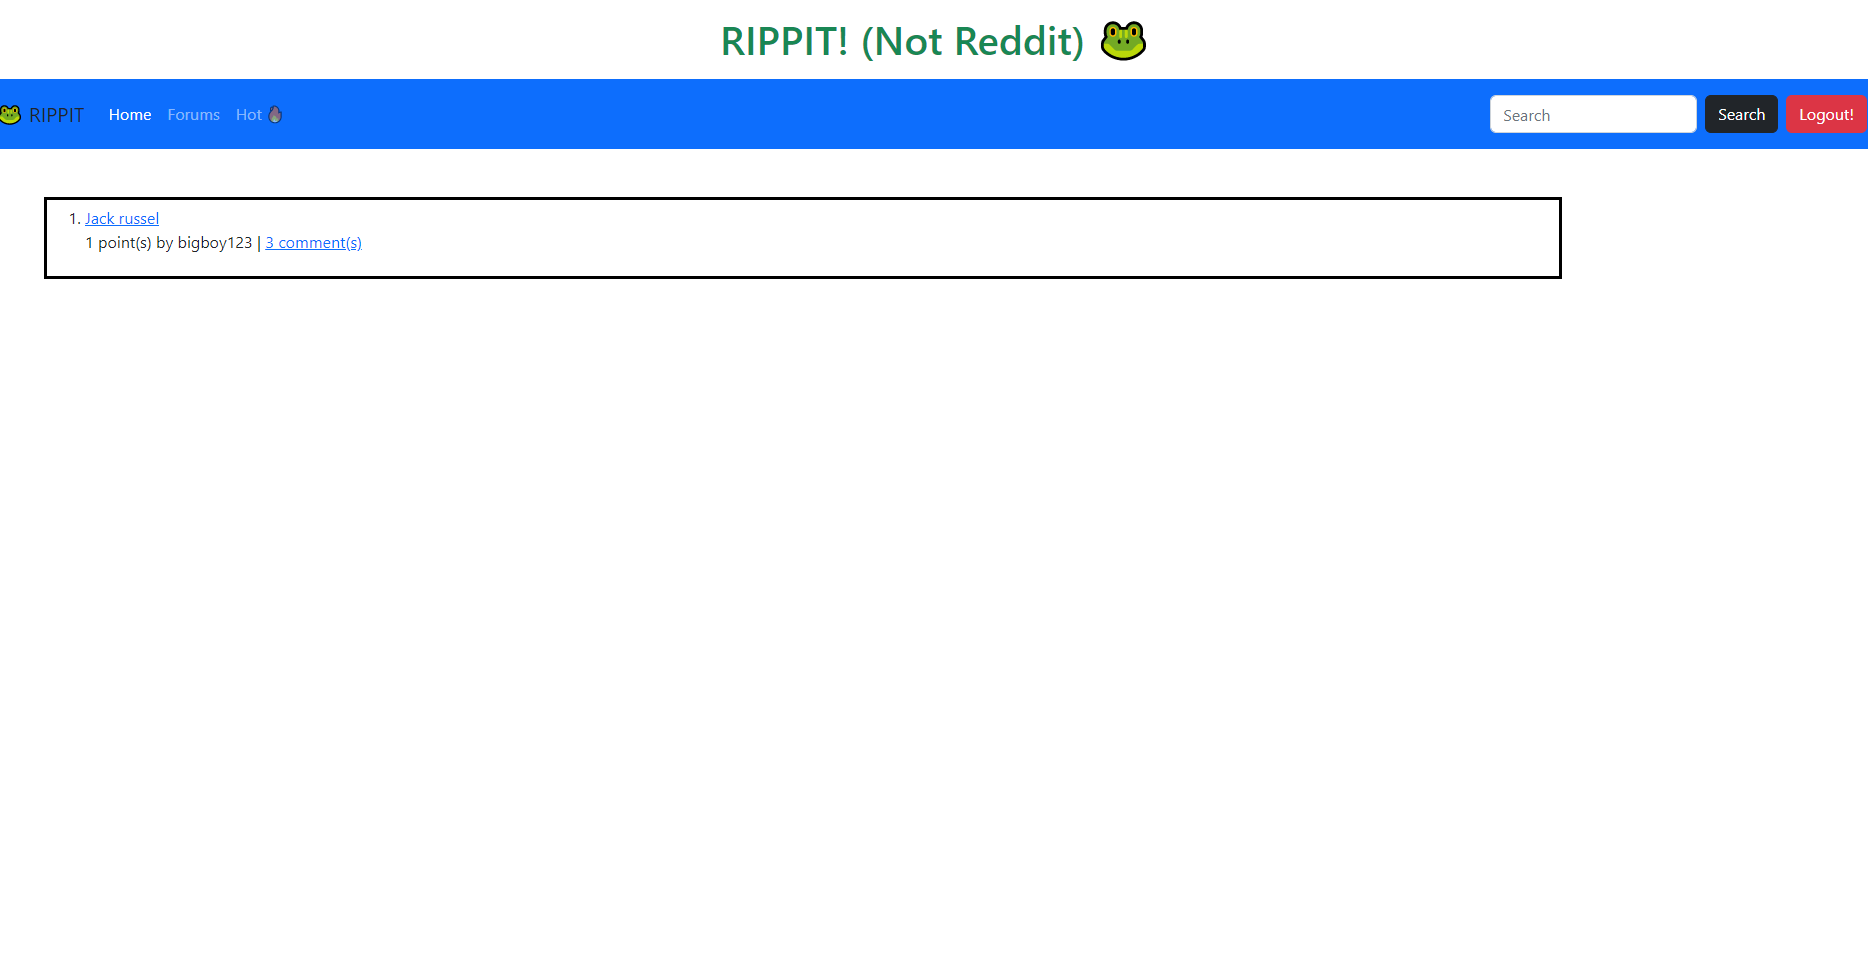 RIPPIT! (Not Reddit) 🐸
🐸 RIPPIT Home Forums Hot 🔥 Search Search Logout!
1. Jack russel
1 point(s) by bigboy123 | 3 comment(s)